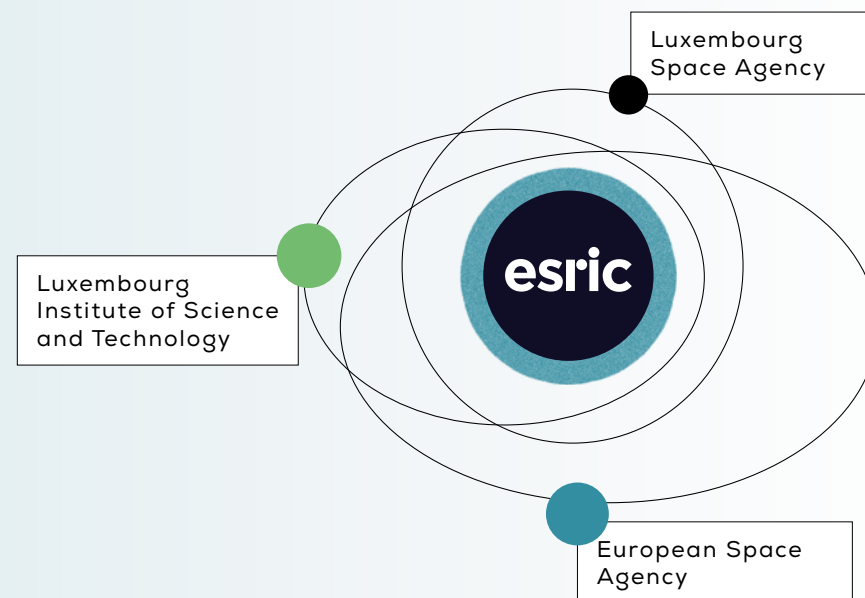 Luxembourg
Space Agency
esric
Luxembourg
Institute of Science
and Technology
European Space
Agency